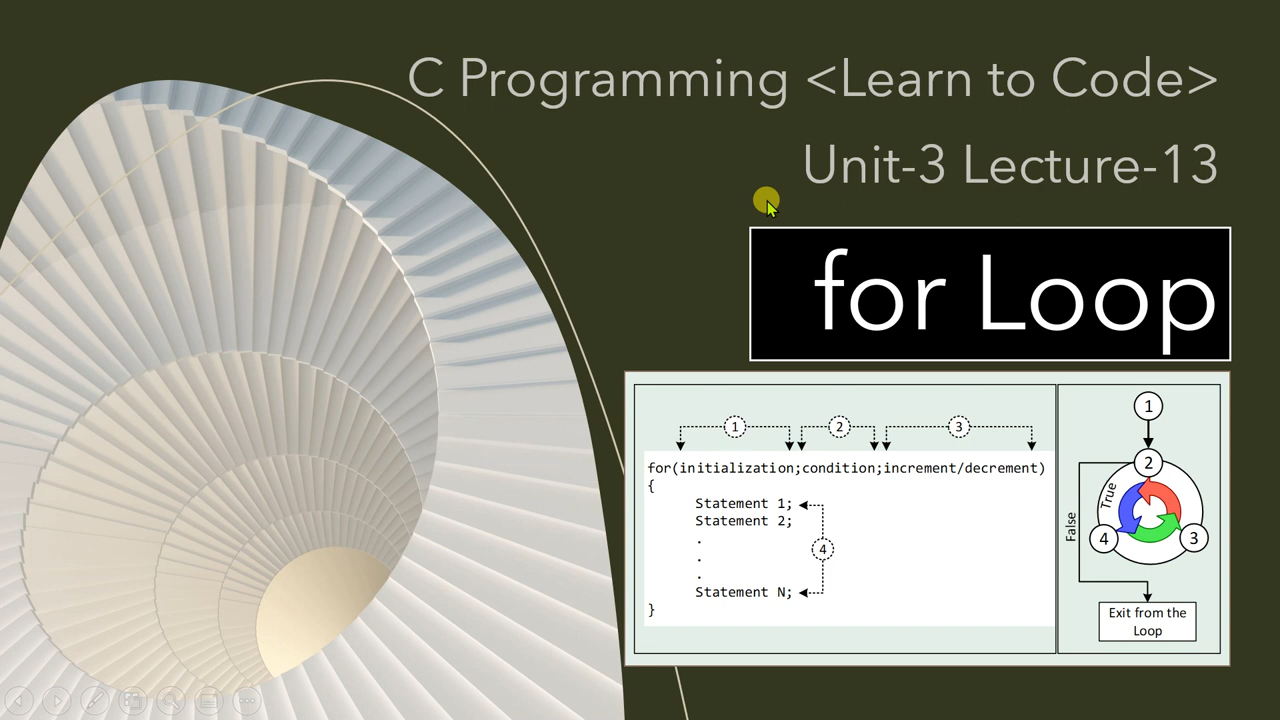 C Programming <Learn to Code>
Unit-3 Lecture-13
for Loop
1 2 3
for(initialization;condition;increment/decrement)
{
Statement 1;
Statement 2;
.
.
.
4
Statement N;
}
1
2
True
False
4
3
Exit from the
Loop